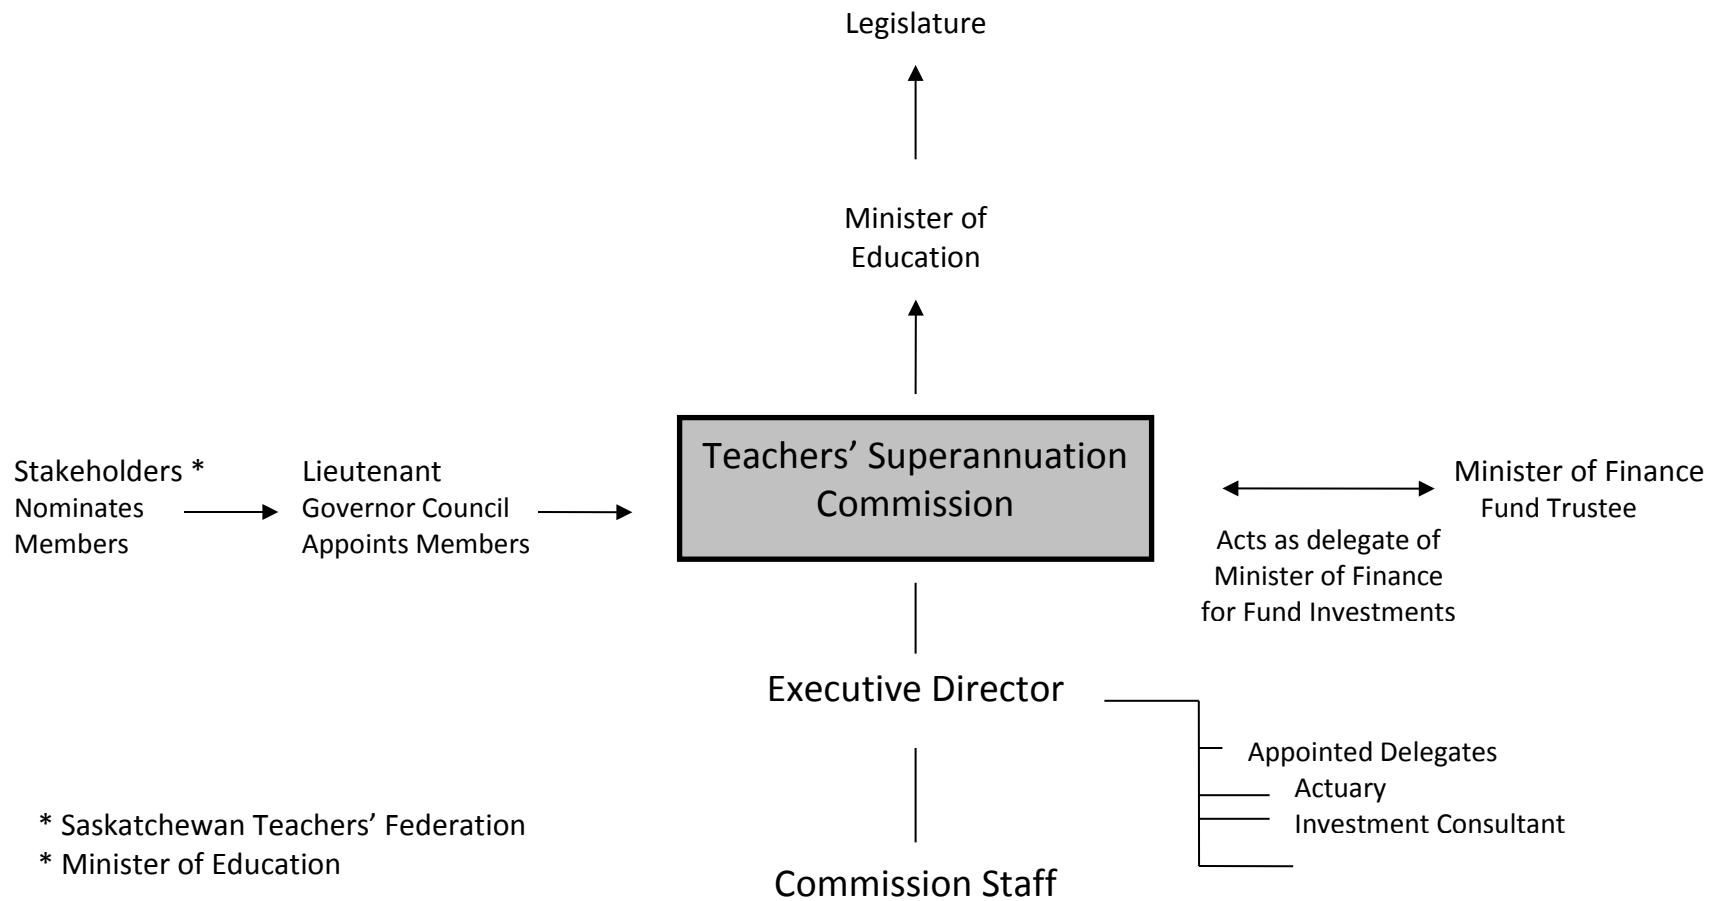 Legislature
Minister of
Education
Teachers’ Superannuation
Commission
Stakeholders *
Nominates
Members
Lieutenant
Governor Council
Appoints Members
Minister of Finance
Fund Trustee
Acts as delegate of
Minister of Finance
for Fund Investments
Executive Director
Appointed Delegates
Actuary
Investment Consultant
* Saskatchewan Teachers’ Federation
* Minister of Education
Commission Staff